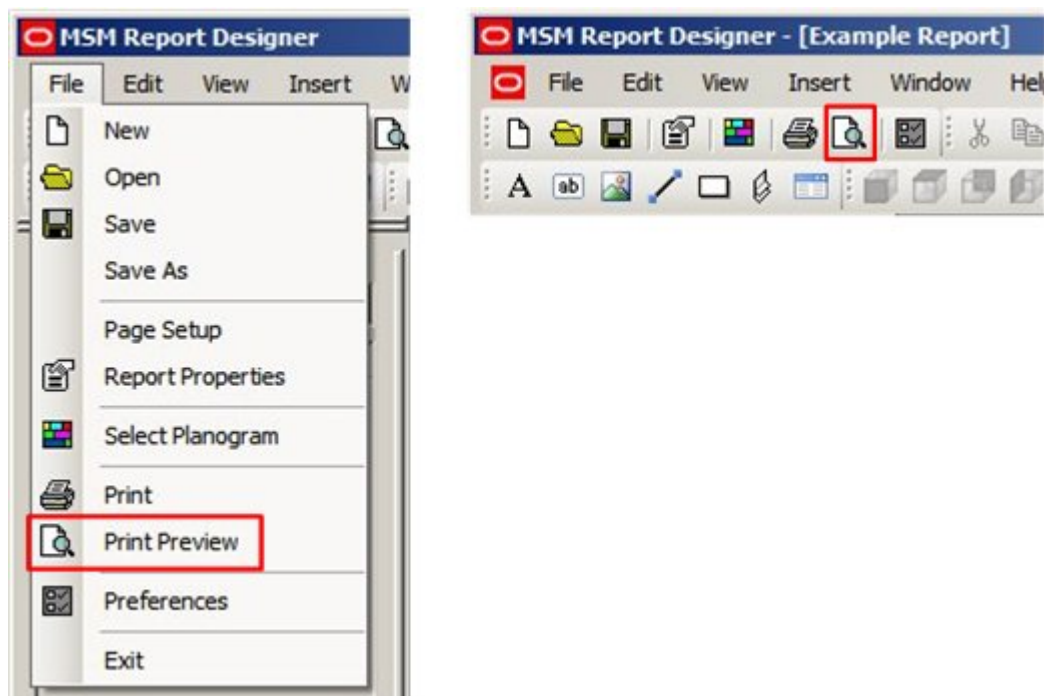 MSM Report Designer
File Edit View Insert
New
Open
Save
Save As
Page Setup
Report Properties
Select Planogram
Print
Print Preview
Preferences
Exit
MSM Report Designer - [Example Report]
File Edit View Insert Window
A ab